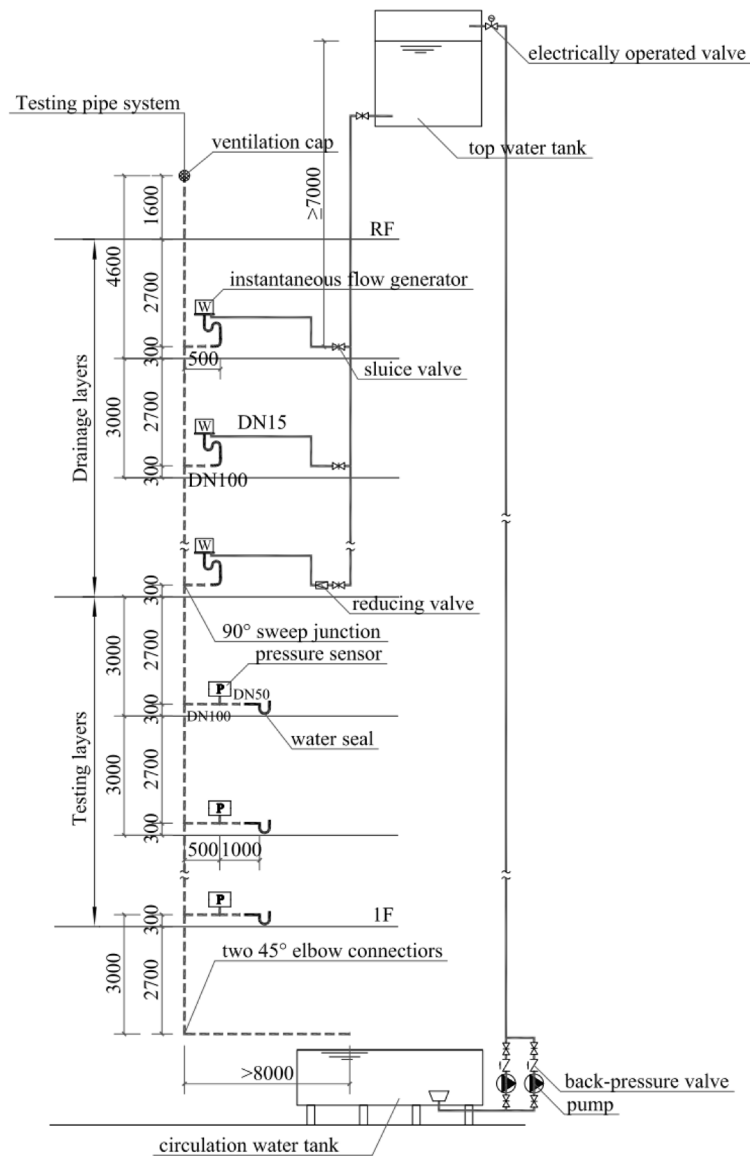 electrically operated valve
Testing pipe system
ventilation cap
top water tank
1600
≥7000
RF
4600
2700
instantaneous flow generator
W
300
500
sluice valve
Drainage layers
3000
2700
W
DN15
300
DN100
W
300
reducing valve
90° sweep junction
3000
2700
pressure sensor
P
DN50
300
DN100
water seal
Testing layers
3000
2700
P
300
500
1000
P
300
1F
3000
2700
two 45° elbow connectiors
>8000
back-pressure valve
pump
circulation water tank